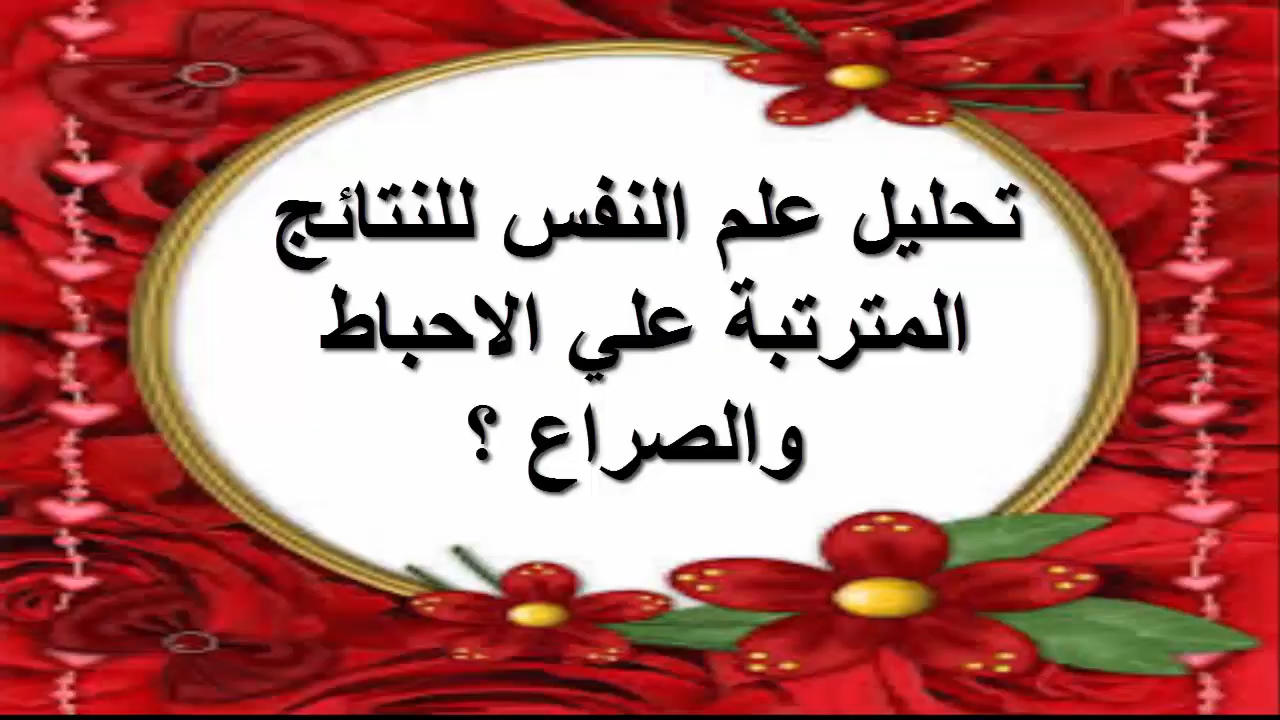 تحليل علم النفس للنتائج
المترتبة علي الاحباط
والصراع ؟